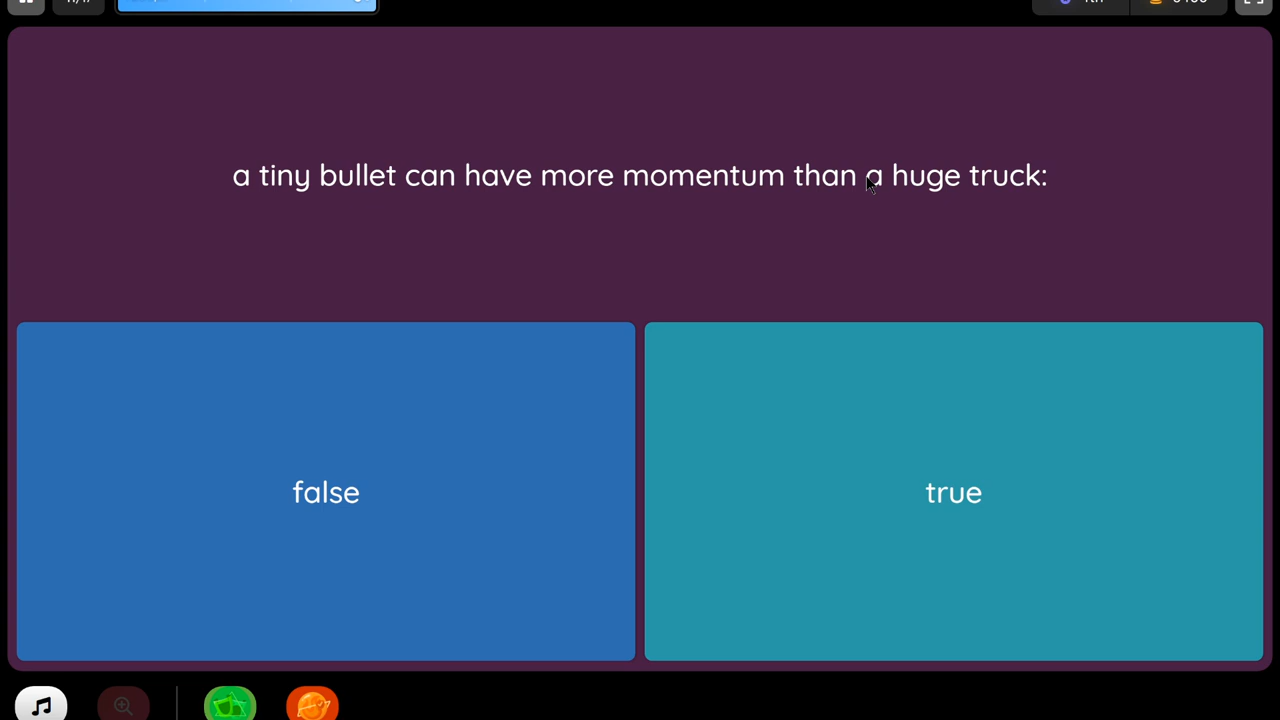 a tiny bullet can have more momentum than a huge truck:
false
true